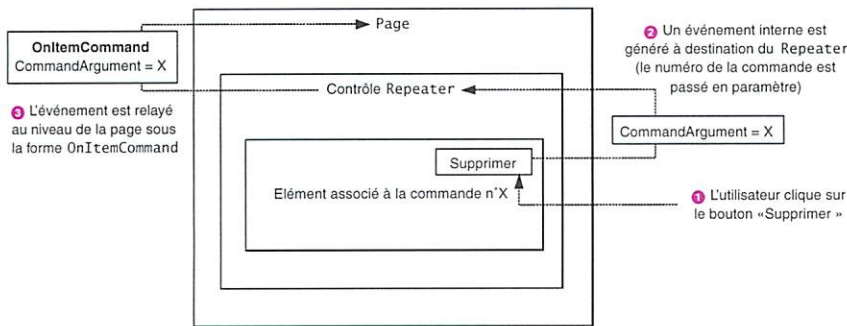 Page
OnItemCommand
CommandArgument = X
❷ Un événement interne est
généré à destination du Repeater
(le numéro de la commande est
passé en paramètre)
Contrôle Repeater
❸ L'événement est relayé
au niveau de la page sous
la forme OnItemCommand
CommandArgument = X
Supprimer
Elément associé à la commande n°X
❶ L'utilisateur clique sur
le bouton «Supprimer »